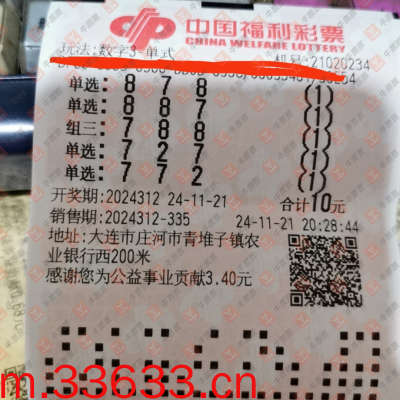 中国福利彩票
CHINA WELFARE LOTTERY
玩法:数字3-单式 机号:21020234
单选: 8 7 8 (1)
单选: 8 7 8 (1)
组三: 7 8 8 (1)
单选: 7 2 7 (1)
单选: 7 7 2 (1)
开奖期:2024312 24-11-21 合计10元
销售期:2024312-335 24-11-21 20:28:44
地址:大连市庄河市青堆子镇农
业银行西200米
感谢您为公益事业贡献3.40元
m.33633.cn